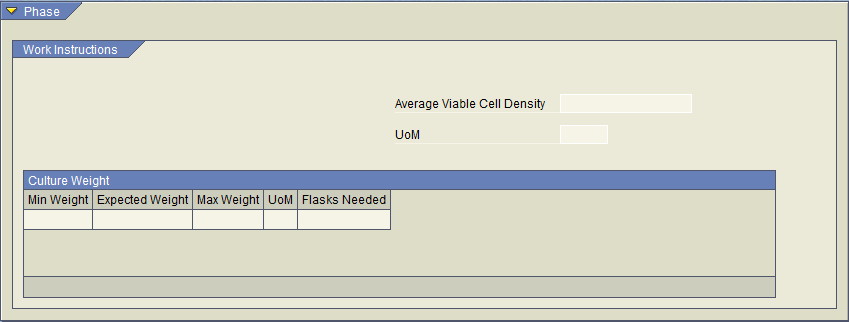 Phase
Work Instructions
Average Viable Cell Density
UoM
Culture Weight
Min Weight Expected Weight Max Weight UoM Flasks Needed